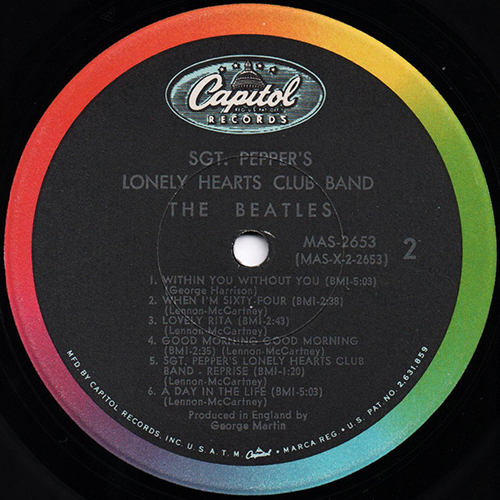 Capitol
RECORDS
SGT. PEPPER'S
LONELY HEARTS CLUB BAND
THE BEATLES
MAS-2653
(MAS-X-2-2653)
2
1. WITHIN YOU WITHOUT YOU (BMI-5:03)
(George Harrison)
2. WHEN I'M SIXTY-FOUR (BMI-2:38)
(Lennon-McCartney)
3. LOVELY RITA (BMI-2:43)
(Lennon-McCartney)
4. GOOD MORNING GOOD MORNING
(BMI-2:35) (Lennon-McCartney)
5. SGT. PEPPER'S LONELY HEARTS CLUB
BAND - REPRISE (BMI-1:20)
(Lennon-McCartney)
6. A DAY IN THE LIFE (BMI-5:03)
(Lennon-McCartney)
Produced in England by
George Martin
MFD. BY CAPITOL RECORDS, INC. U.S.A. T.M. Capitol MARCA REG. • U.S. PAT. NO. 2,631,859